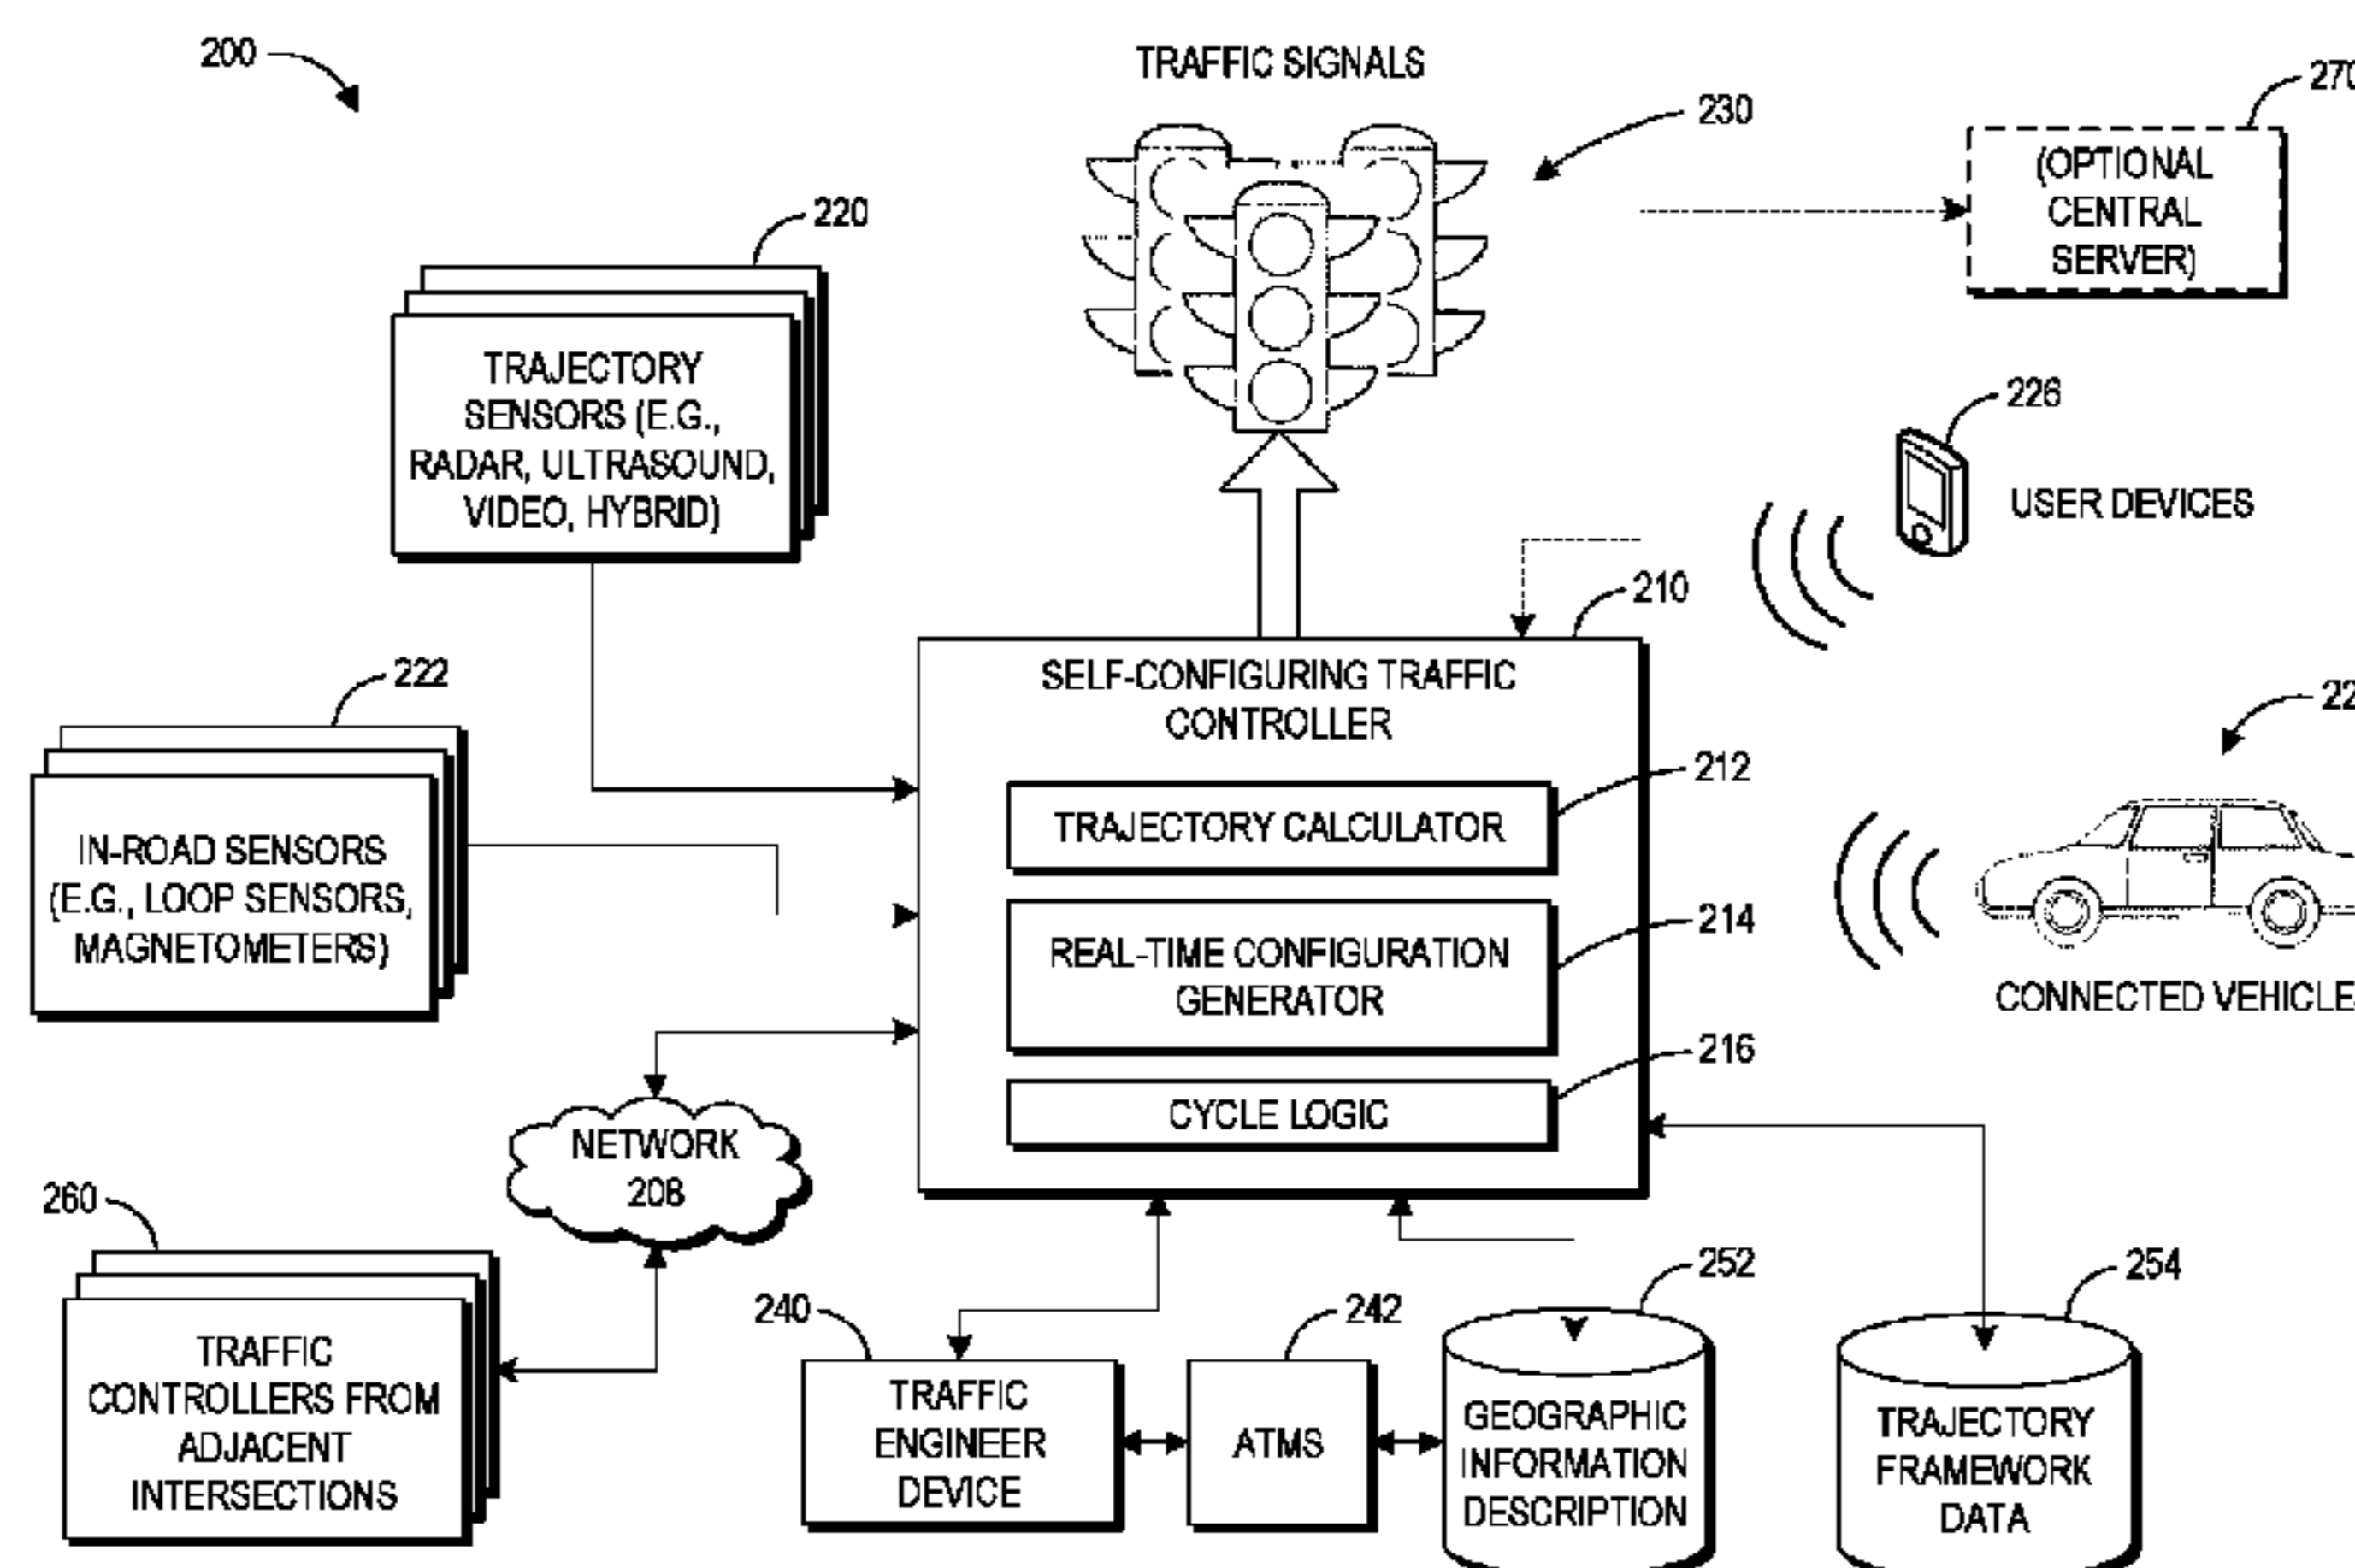 200
TRAFFIC SIGNALS
230
270
(OPTIONAL
CENTRAL
SERVER)
220
TRAJECTORY
SENSORS (E.G.,
RADAR, ULTRASOUND,
VIDEO, HYBRID)
226
USER DEVICES
210
SELF-CONFIGURING TRAFFIC
CONTROLLER
222
IN-ROAD SENSORS
(E.G., LOOP SENSORS,
MAGNETOMETERS)
212
TRAJECTORY CALCULATOR
214
REAL-TIME CONFIGURATION
GENERATOR
216
CYCLE LOGIC
CONNECTED
NETWORK
208
260
TRAFFIC
CONTROLLERS FROM
ADJACENT
INTERSECTIONS
240
TRAFFIC
ENGINEER
DEVICE
242
ATMS
252
GEOGRAPHIC
INFORMATION
DESCRIPTION
254
TRAJECTORY
FRAMEWORK
DATA